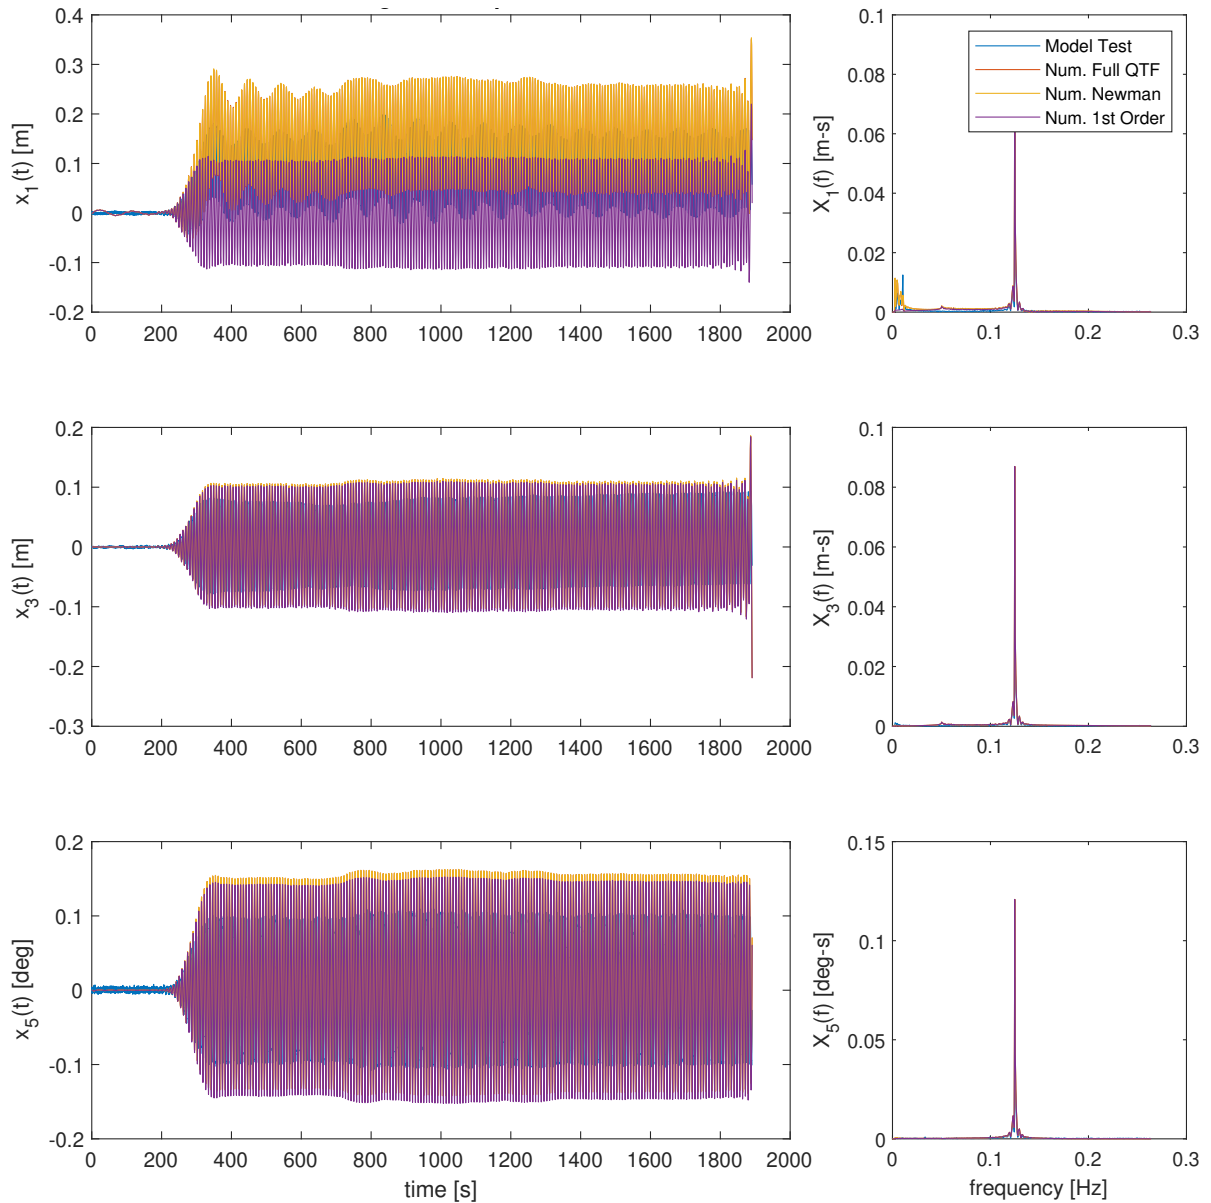 0.4
0.3
0.2
0.1
0
-0.1
-0.2
x1(t) [m]
0 200 400 600 800 1000 1200 1400 1600 1800 2000
0.1
0.08
0.06
0.04
0.02
0
X1(f) [m-s]
Model Test
Num. Full QTF
Num. Newman
Num. 1st Order
0 0.1 0.2 0.3
0.2
0.1
0
-0.1
-0.2
-0.3
x3(t) [m]
0 200 400 600 800 1000 1200 1400 1600 1800 2000
0.1
0.08
0.06
0.04
0.02
0
X3(f) [m-s]
0 0.1 0.2 0.3
0.2
0.1
0
-0.1
-0.2
x5(t) [deg]
0 200 400 600 800 1000 1200 1400 1600 1800 2000
time [s]
0.15
0.1
0.05
0
X5(f) [deg-s]
0 0.1 0.2 0.3
frequency [Hz]